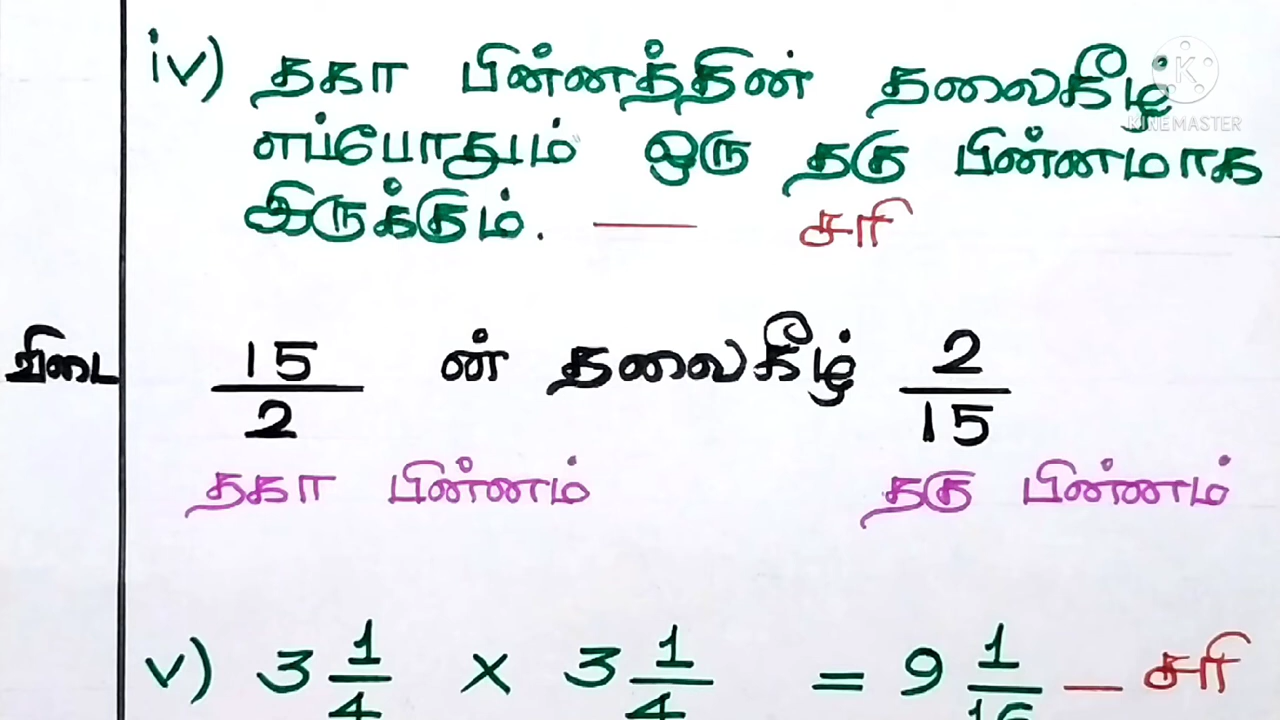 iv) தகா பின்னத்தின் தலைகீழ்
KINEMASTER
எப்போதும் ஒரு தகு பின்னமாக
இருக்கும். — சரி
விடை 15/2 ன் தலைகீழ் 2/15
தகா பின்னம் தகு பின்னம்
v) 3 1/4 × 3 1/4 = 9 1/16 — சரி